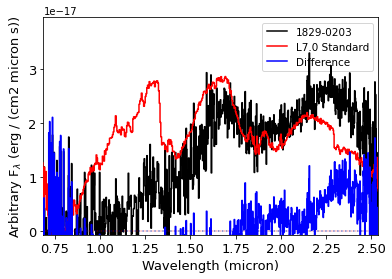 1e−17
1829-0203
L7.0 Standard
Difference
Arbitrary Fλ (erg / (cm2 micron s))
3
2
1
0
0.75 1.00 1.25 1.50 1.75 2.00 2.25 2.50
Wavelength (micron)